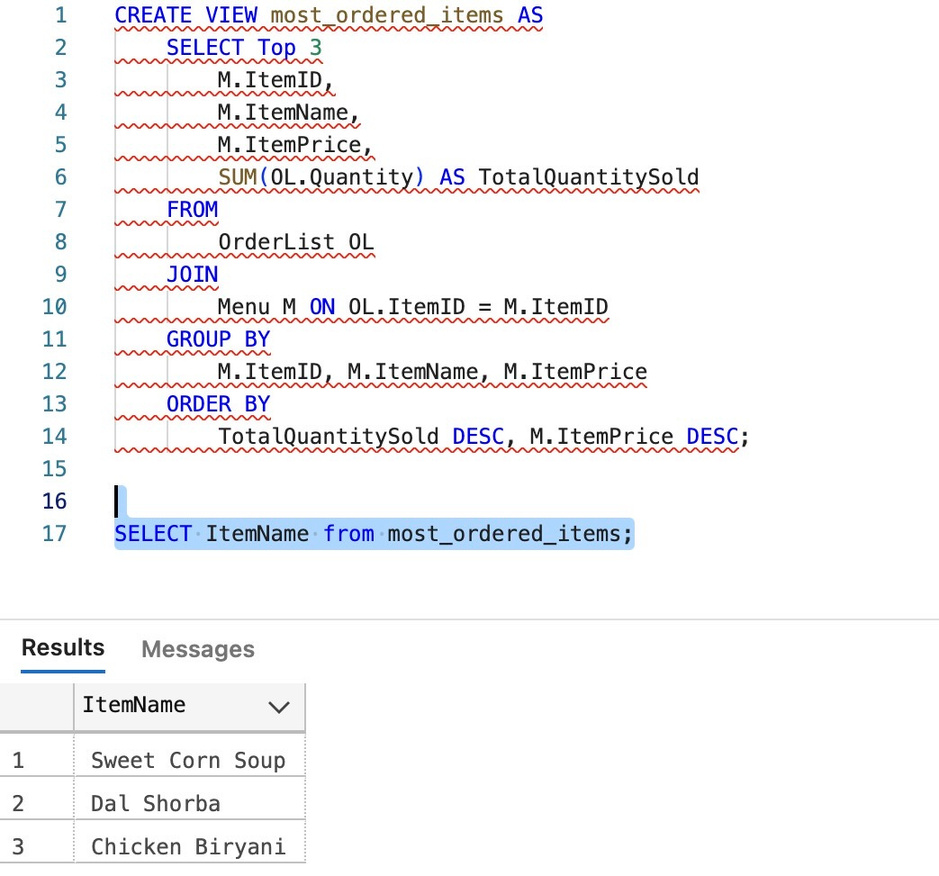 1 CREATE VIEW most_ordered_items AS
2 SELECT Top 3
3 M.ItemID,
4 M.ItemName,
5 M.ItemPrice,
6 SUM(OL.Quantity) AS TotalQuantitySold
7 FROM
8 OrderList OL
9 JOIN
10 Menu M ON OL.ItemID = M.ItemID
11 GROUP BY
12 M.ItemID, M.ItemName, M.ItemPrice
13 ORDER BY
14 TotalQuantitySold DESC, M.ItemPrice DESC;
15
16
17 SELECT ItemName from most_ordered_items;
Results Messages
ItemName
1 Sweet Corn Soup
2 Dal Shorba
3 Chicken Biryani